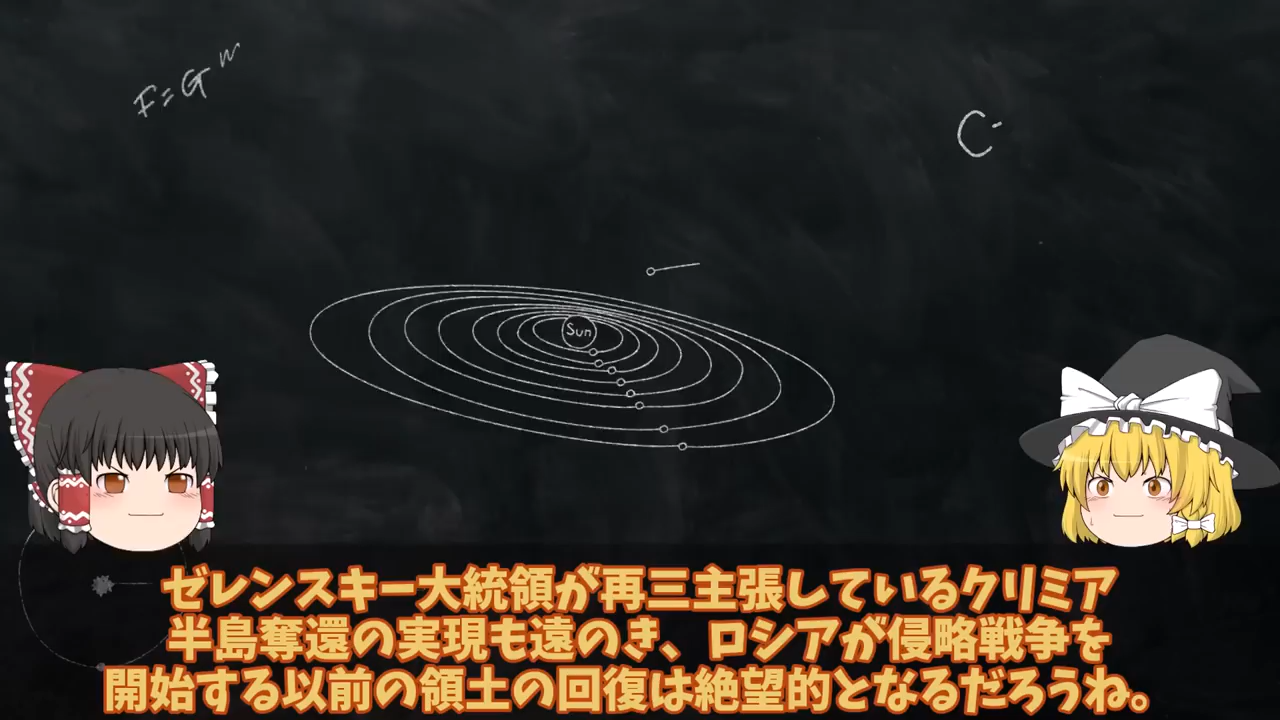 F=G m
C-
Sun
ゼレンスキー大統領が再三主張しているクリミア
半島奪還の実現も遠のき、ロシアが侵略戦争を
開始する以前の領土の回復は絶望的となるだろうね。